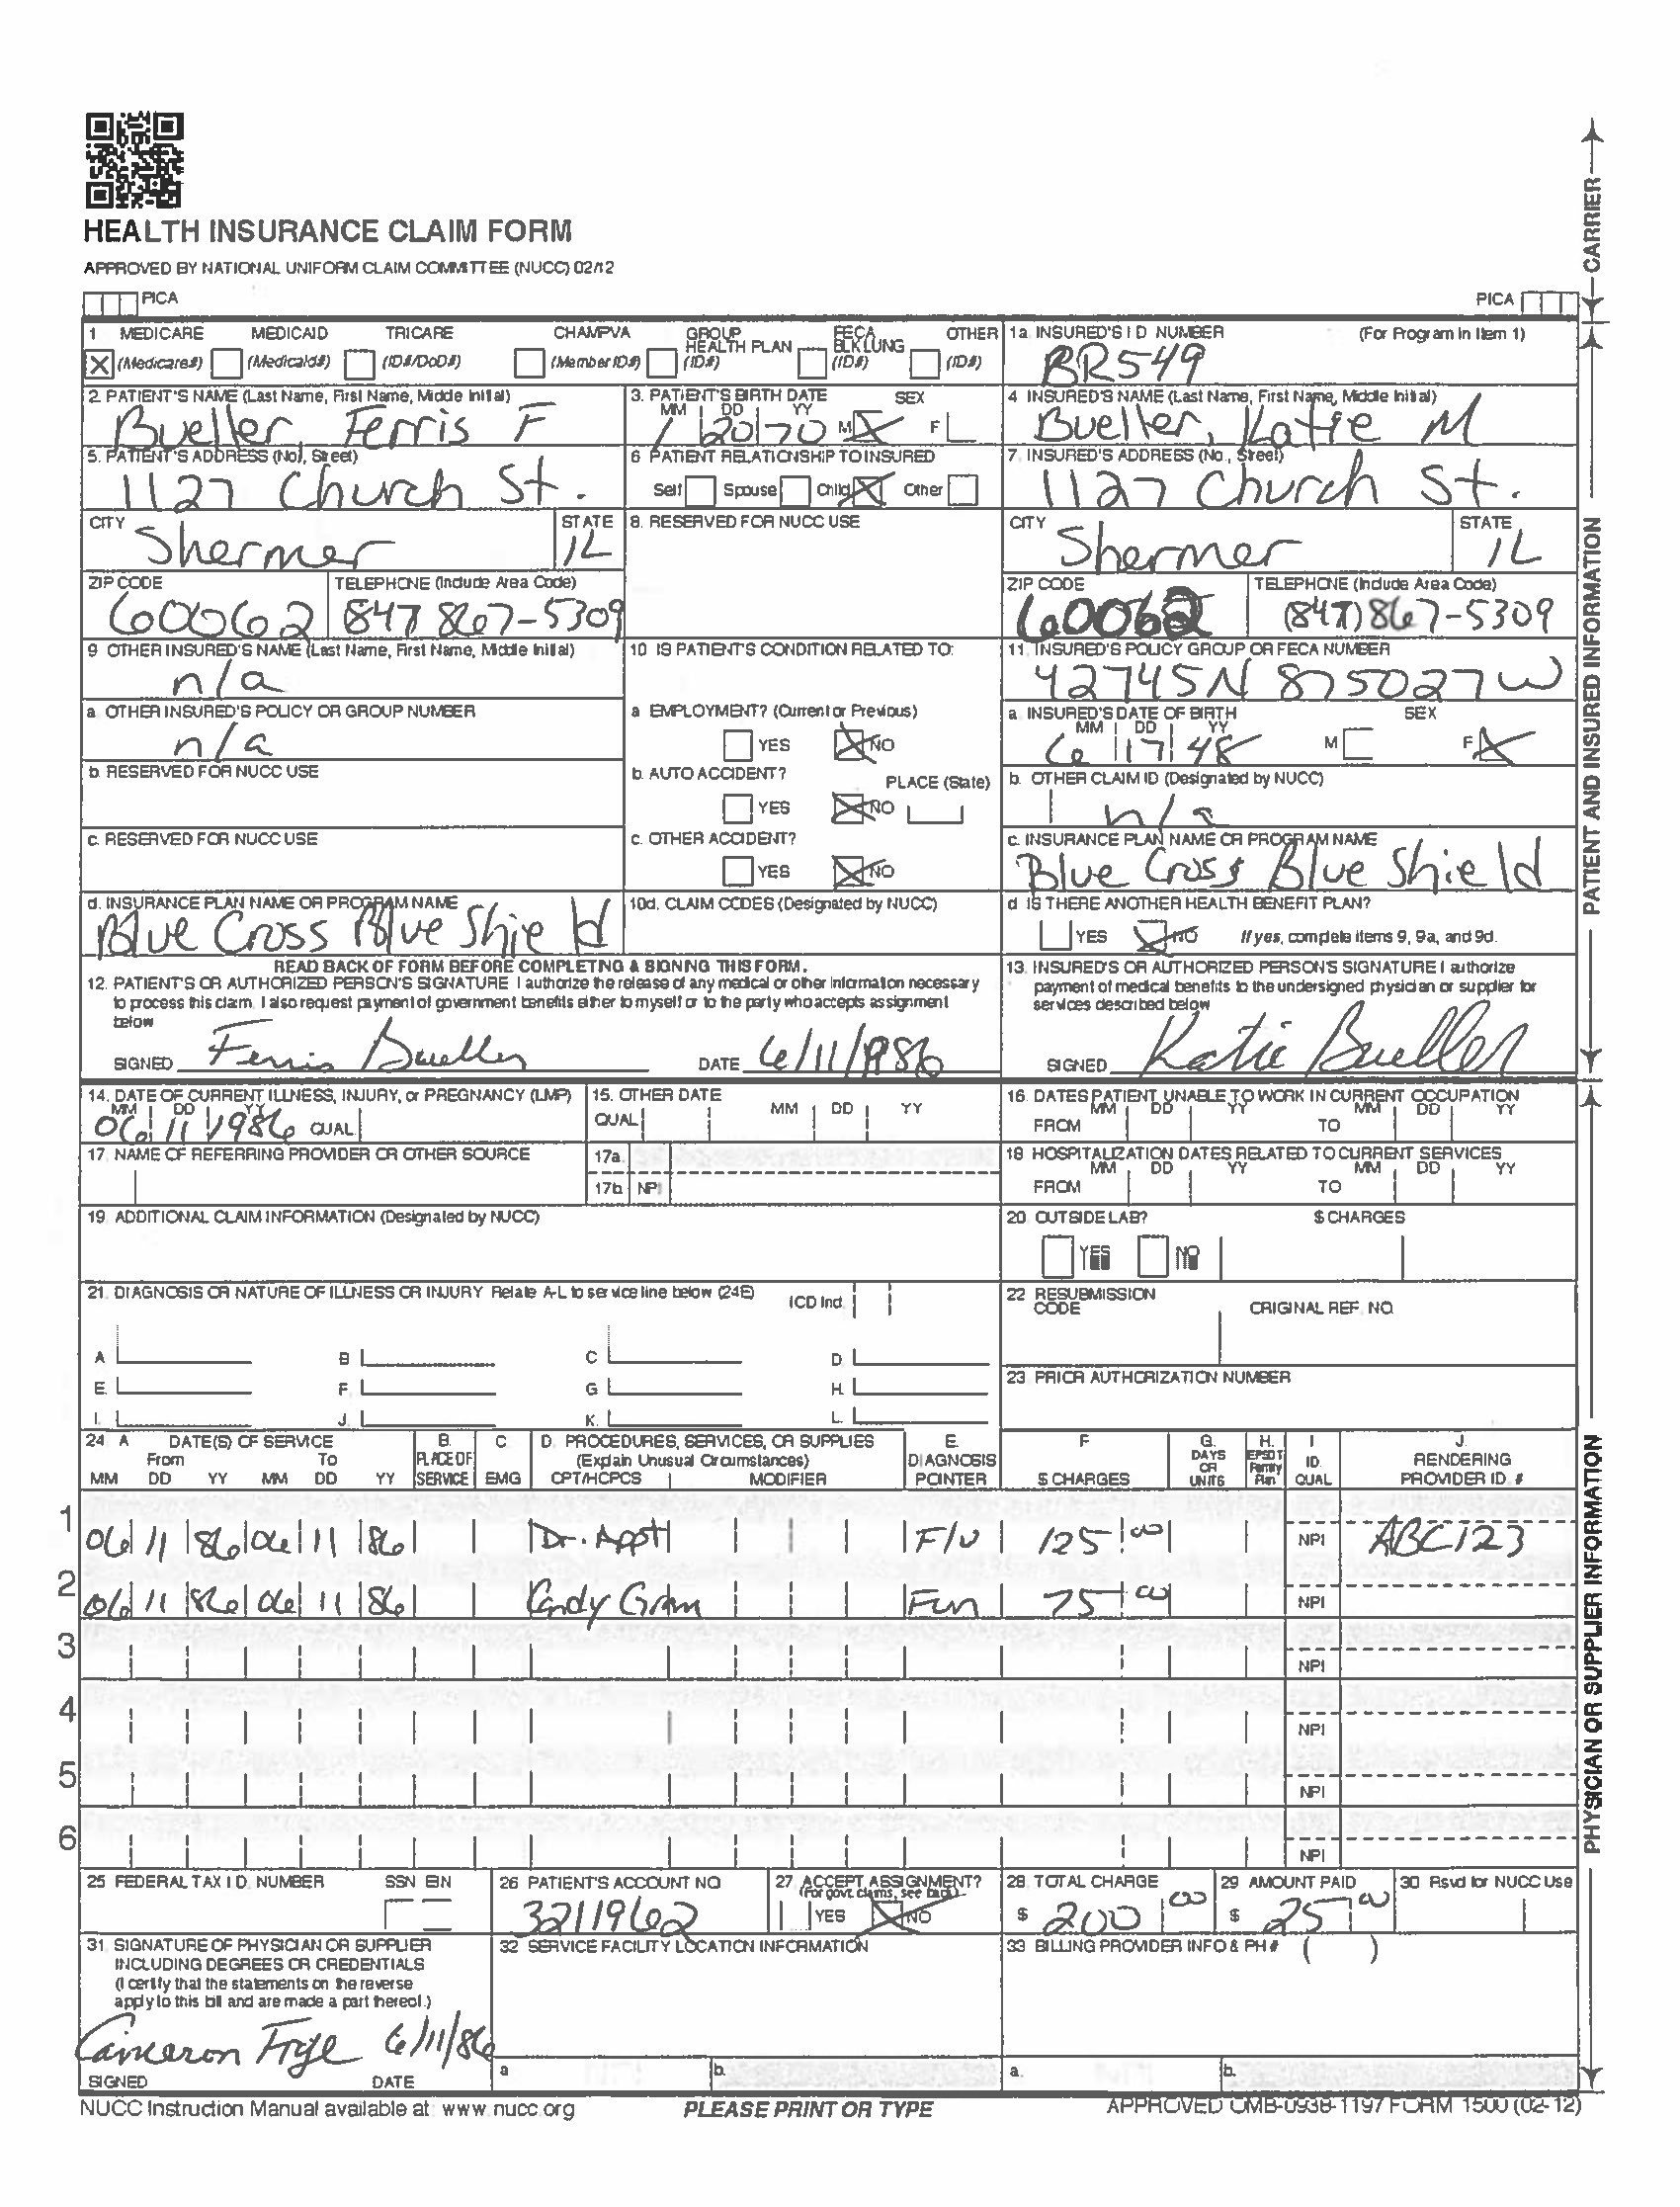 HEALTH INSURANCE CLAIM FORM
APPROVED BY NATIONAL UNIFORM CLAIM COMMITTEE (NUCC) 02/12
PICA PICA
CARRIER
1 MEDICARE MEDICAID TRICARE CHAMPVA GROUP HEALTH PLAN FECA BLK LUNG OTHER
X (Medicare#) (Medicaid#) (ID#/DoD#) (Member ID#) (ID#) (ID#) (ID#)
1a. INSURED'S I D NUMBER (For Program in Item 1)
BR549
2. PATIENT'S NAME (Last Name, First Name, Middle Initial)
Bueller, Ferris F
3. PATIENT'S BIRTH DATE SEX
MM DD YY
1 20 70 M X F
4 INSURED'S NAME (Last Name, First Name, Middle Initial)
Bueller, Katie M
5. PATIENT'S ADDRESS (No., Street)
1127 Church St.
6 PATIENT RELATIONSHIP TO INSURED
Self Spouse Child X Other
7. INSURED'S ADDRESS (No., Street)
1127 Church St.
CITY STATE
Shermer IL
8. RESERVED FOR NUCC USE
CITY STATE
Shermer IL
ZIP CODE TELEPHONE (Include Area Code)
60062 847 867-5309
ZIP CODE TELEPHONE (Include Area Code)
60062 (847) 867-5309
9 OTHER INSURED'S NAME (Last Name, First Name, Middle Initial)
n/a
10 IS PATIENT'S CONDITION RELATED TO:
11. INSURED'S POLICY GROUP OR FECA NUMBER
42745N 875027W
a. OTHER INSURED'S POLICY OR GROUP NUMBER
n/a
a EMPLOYMENT? (Current or Previous)
YES X NO
a. INSURED'S DATE OF BIRTH SEX
MM DD YY
6 17 48 M F X
b. RESERVED FOR NUCC USE
b. AUTO ACCIDENT? PLACE (State)
YES X NO
b. OTHER CLAIM ID (Designated by NUCC)
n/a
c. RESERVED FOR NUCC USE
c. OTHER ACCIDENT?
YES X NO
c. INSURANCE PLAN NAME OR PROGRAM NAME
Blue Cross Blue Shield
d. INSURANCE PLAN NAME OR PROGRAM NAME
Blue Cross Blue Shield
10d. CLAIM CODES (Designated by NUCC)
d IS THERE ANOTHER HEALTH BENEFIT PLAN?
YES X NO If yes, complete items 9, 9a, and 9d.
PATIENT AND INSURED INFORMATION
READ BACK OF FORM BEFORE COMPLETING & SIGNING THIS FORM.
12. PATIENT'S OR AUTHORIZED PERSON'S SIGNATURE I authorize the release of any medical or other information necessary
to process this claim. I also request payment of government benefits either to myself or to the party who accepts assignment
below
SIGNED Ferris Bueller DATE 6/11/1986
13. INSURED'S OR AUTHORIZED PERSON'S SIGNATURE I authorize
payment of medical benefits to the undersigned physician or supplier for
services described below
SIGNED Katie Bueller
14. DATE OF CURRENT ILLNESS, INJURY, or PREGNANCY (LMP)
MM DD YY
06 11 1986 QUAL
15. OTHER DATE
QUAL MM DD YY
16. DATES PATIENT UNABLE TO WORK IN CURRENT OCCUPATION
MM DD YY MM DD YY
FROM TO
17. NAME OF REFERRING PROVIDER OR OTHER SOURCE
17a.
17b NPI
18 HOSPITALIZATION DATES RELATED TO CURRENT SERVICES
MM DD YY MM DD YY
FROM TO
19. ADDITIONAL CLAIM INFORMATION (Designated by NUCC)
20. OUTSIDE LAB? $ CHARGES
YES NO
21. DIAGNOSIS OR NATURE OF ILLNESS OR INJURY Relate A-L to service line below (24E)
ICD Ind.
A B C D.
E. F. G H.
I. J. K. L.
22 RESUBMISSION CODE ORIGINAL REF. NO.
23. PRIOR AUTHORIZATION NUMBER
24. A DATE(S) OF SERVICE B. C. D. PROCEDURES, SERVICES, OR SUPPLIES E. F G. H. I J.
From To PLACE OF (Explain Unusual Circumstances) DIAGNOSIS DAYS OR EPSDT Family ID. RENDERING
MM DD YY MM DD YY SERVICE EMG CPT/HCPCS MODIFIER POINTER $ CHARGES UNITS Plan QUAL PROVIDER ID. #
1 06 11 86 06 11 86 Dr. Appt F/U 125 00 NPI ABC123
2 06 11 86 06 11 86 Candy Gram Fun 75 00 NPI
3 NPI
4 NPI
5 NPI
6 NPI
25 FEDERAL TAX I D. NUMBER SSN EIN
26 PATIENT'S ACCOUNT NO
3211962
27. ACCEPT ASSIGNMENT?
(For govt. claims, see back)
YES X NO
28. TOTAL CHARGE
$ 200 00
29 AMOUNT PAID
$ 25 00
30 Rsvd for NUCC Use
31. SIGNATURE OF PHYSICIAN OR SUPPLIER
INCLUDING DEGREES OR CREDENTIALS
(I certify that the statements on the reverse
apply to this bill and are made a part thereof.)
Cameron Frye 6/11/86
SIGNED DATE
32 SERVICE FACILITY LOCATION INFORMATION
a b.
33 BILLING PROVIDER INFO & PH # ( )
a. b.
PHYSICIAN OR SUPPLIER INFORMATION
NUCC Instruction Manual available at: www.nucc.org
PLEASE PRINT OR TYPE
APPROVED OMB-0938-1197 FORM 1500 (02-12)